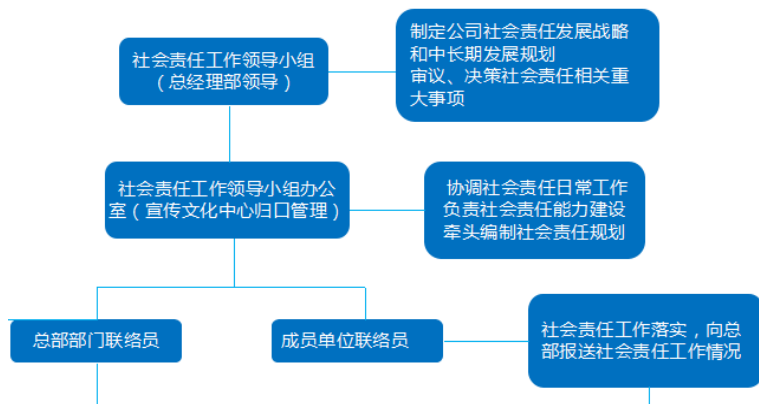 社会责任工作领导小组
（总经理部领导）
制定公司社会责任发展战略
和中长期发展规划
审议、决策社会责任相关重
大事项
社会责任工作领导小组办公
室（宣传文化中心归口管理）
协调社会责任日常工作
负责社会责任能力建设
牵头编制社会责任规划
总部部门联络员
成员单位联络员
社会责任工作落实，向总
部报送社会责任工作情况